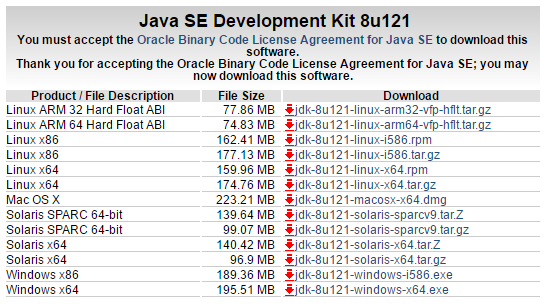 Java SE Development Kit 8u121
You must accept the Oracle Binary Code License Agreement for Java SE to download this
software.
Thank you for accepting the Oracle Binary Code License Agreement for Java SE; you may
now download this software.
Product / File Description File Size Download
Linux ARM 32 Hard Float ABI 77.86 MB jdk-8u121-linux-arm32-vfp-hflt.tar.gz
Linux ARM 64 Hard Float ABI 74.83 MB jdk-8u121-linux-arm64-vfp-hflt.tar.gz
Linux x86 162.41 MB jdk-8u121-linux-i586.rpm
Linux x86 177.13 MB jdk-8u121-linux-i586.tar.gz
Linux x64 159.96 MB jdk-8u121-linux-x64.rpm
Linux x64 174.76 MB jdk-8u121-linux-x64.tar.gz
Mac OS X 223.21 MB jdk-8u121-macosx-x64.dmg
Solaris SPARC 64-bit 139.64 MB jdk-8u121-solaris-sparcv9.tar.Z
Solaris SPARC 64-bit 99.07 MB jdk-8u121-solaris-sparcv9.tar.gz
Solaris x64 140.42 MB jdk-8u121-solaris-x64.tar.Z
Solaris x64 96.9 MB jdk-8u121-solaris-x64.tar.gz
Windows x86 189.36 MB jdk-8u121-windows-i586.exe
Windows x64 195.51 MB jdk-8u121-windows-x64.exe